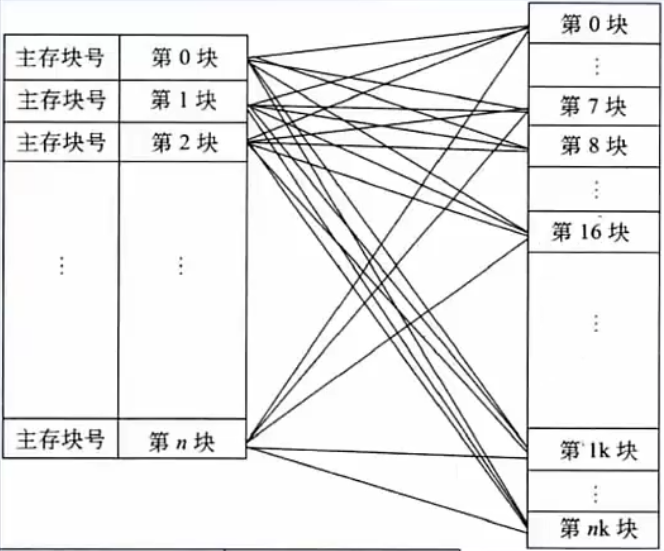 主存块号 第 0 块
主存块号 第 1 块
主存块号 第 2 块
⋮ ⋮
主存块号 第 n 块
第 0 块
⋮
第 7 块
第 8 块
⋮
第 16 块
⋮
第 1k 块
⋮
第 nk 块